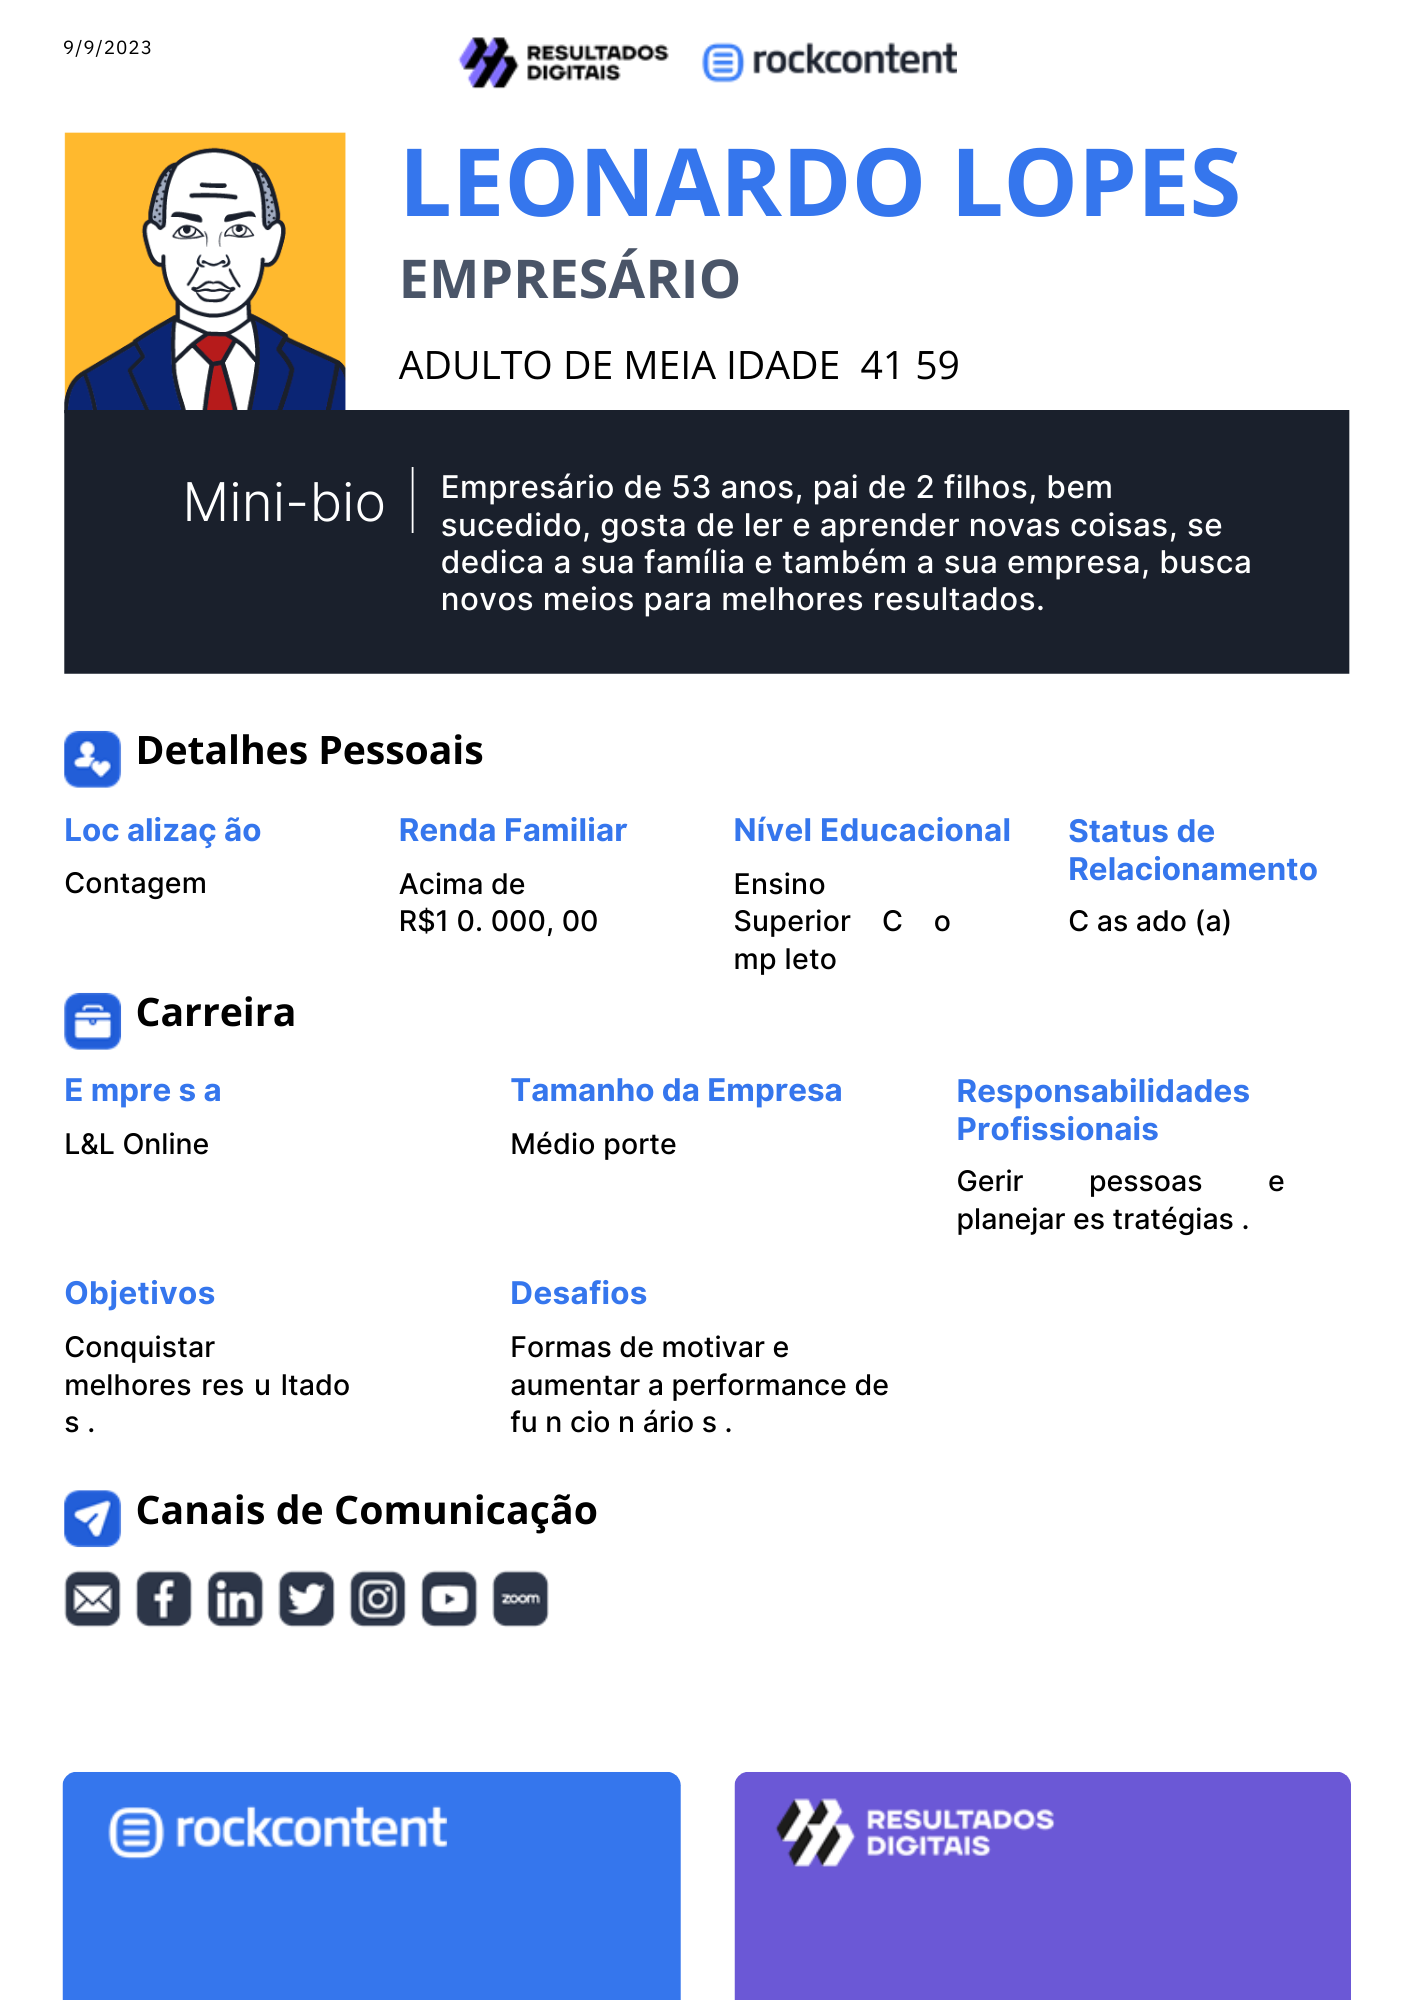 9/9/2023
RESULTADOS
DIGITAIS
rockcontent
LEONARDO LOPES
EMPRESÁRIO
ADULTO DE MEIA IDADE 41 59
Mini-bio
Empresário de 53 anos, pai de 2 filhos, bem
sucedido, gosta de ler e aprender novas coisas, se
dedica a sua família e também a sua empresa, busca
novos meios para melhores resultados.
Detalhes Pessoais
Loc alizaç ão
Contagem
Renda Familiar
Acima de
R$1 0. 000, 00
Nível Educacional
Ensino
Superior C o
mp leto
Status de
Relacionamento
C as ado (a)
Carreira
E mpre s a
L&L Online
Tamanho da Empresa
Médio porte
Responsabilidades
Profissionais
Gerir pessoas e
planejar es tratégias .
Objetivos
Conquistar
melhores res u ltado
s .
Desafios
Formas de motivar e
aumentar a performance de
fu n cio n ário s .
Canais de Comunicação
zoom
rockcontent
RESULTADOS
DIGITAIS